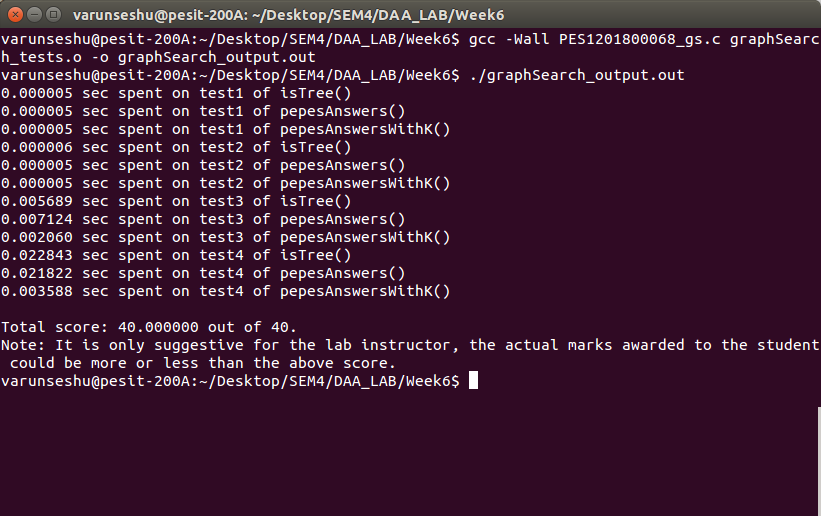 varunseshu@pesit-200A: ~/Desktop/SEM4/DAA_LAB/Week6
varunseshu@pesit-200A:~/Desktop/SEM4/DAA_LAB/Week6$ gcc -Wall PES1201800068_gs.c graphSearc
h_tests.o -o graphSearch_output.out
varunseshu@pesit-200A:~/Desktop/SEM4/DAA_LAB/Week6$ ./graphSearch_output.out
0.000005 sec spent on test1 of isTree()
0.000005 sec spent on test1 of pepesAnswers()
0.000005 sec spent on test1 of pepesAnswersWithK()
0.000006 sec spent on test2 of isTree()
0.000005 sec spent on test2 of pepesAnswers()
0.000005 sec spent on test2 of pepesAnswersWithK()
0.005689 sec spent on test3 of isTree()
0.007124 sec spent on test3 of pepesAnswers()
0.002060 sec spent on test3 of pepesAnswersWithK()
0.022843 sec spent on test4 of isTree()
0.021822 sec spent on test4 of pepesAnswers()
0.003588 sec spent on test4 of pepesAnswersWithK()
Total score: 40.000000 out of 40.
Note: It is only suggestive for the lab instructor, the actual marks awarded to the student
 could be more or less than the above score.
varunseshu@pesit-200A:~/Desktop/SEM4/DAA_LAB/Week6$